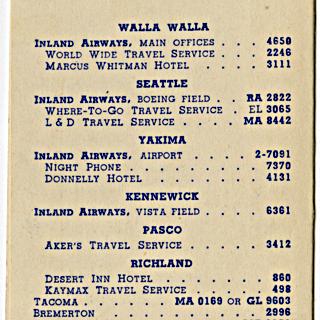 WALLA WALLA
INLAND AIRWAYS, MAIN OFFICES . . . 4650
WORLD WIDE TRAVEL SERVICE . . 2246
MARCUS WHITMAN HOTEL . . . . 3111
SEATTLE
INLAND AIRWAYS, BOEING FIELD . . RA 2822
WHERE-TO-GO TRAVEL SERVICE . EL 3065
L & D TRAVEL SERVICE . . . . . MA 8442
YAKIMA
INLAND AIRWAYS, AIRPORT . . . . . 2-7091
NIGHT PHONE . . . . . . . . . 7370
DONNELLY HOTEL . . . . . . . 4131
KENNEWICK
INLAND AIRWAYS, VISTA FIELD . . . . 6361
PASCO
AKER'S TRAVEL SERVICE . . . . . 3412
RICHLAND
DESERT INN HOTEL . . . . . . . 860
KAYMAX TRAVEL SERVICE . . . . . 498
TACOMA . . . . . . MA 0169 OR GL 9603
BREMERTON . . . . . . . . . . . 2996